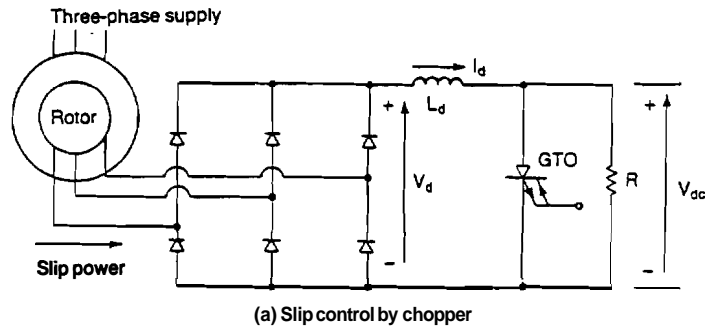 Three-phase supply
Rotor
Slip power
I_d
L_d
+
V_d
-
GTO
R
+
V_dc
-
(a) Slip control by chopper